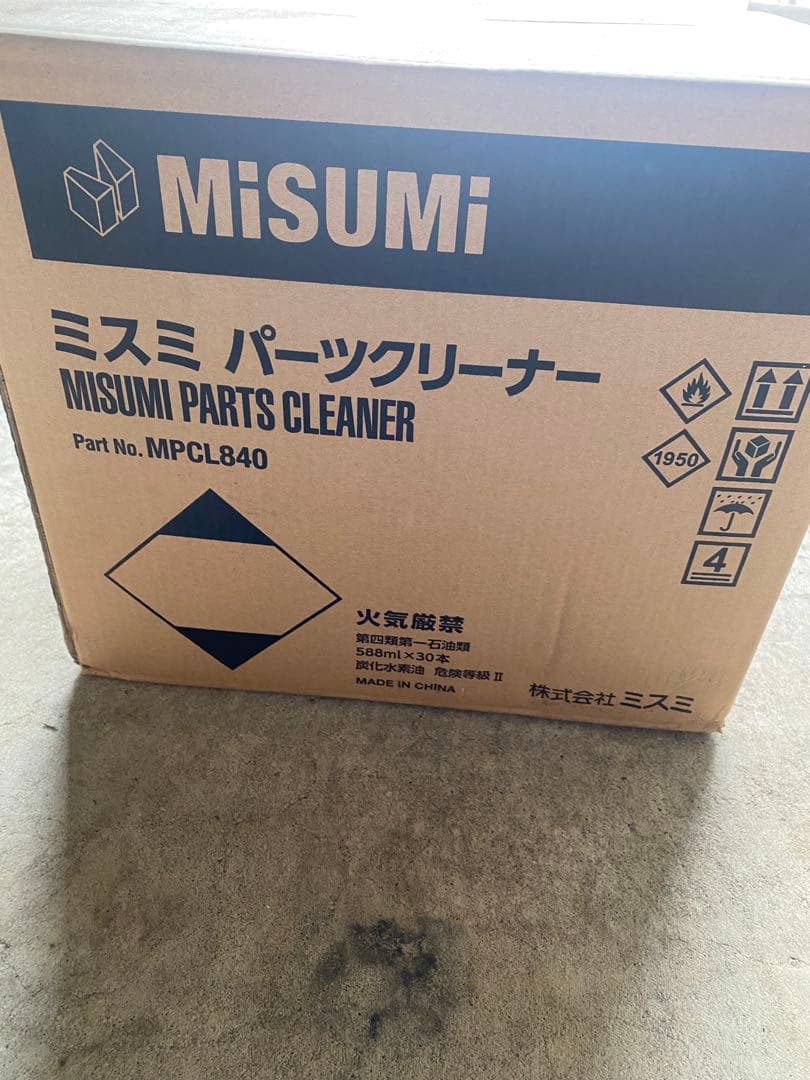 MiSUMi
ミスミ パーツクリーナー
MISUMI PARTS CLEANER
Part No. MPCL840
1950
4
火気厳禁
第四類第一石油類
588ml×30本
炭化水素油 危険等級Ⅱ
MADE IN CHINA
株式会社 ミスミ